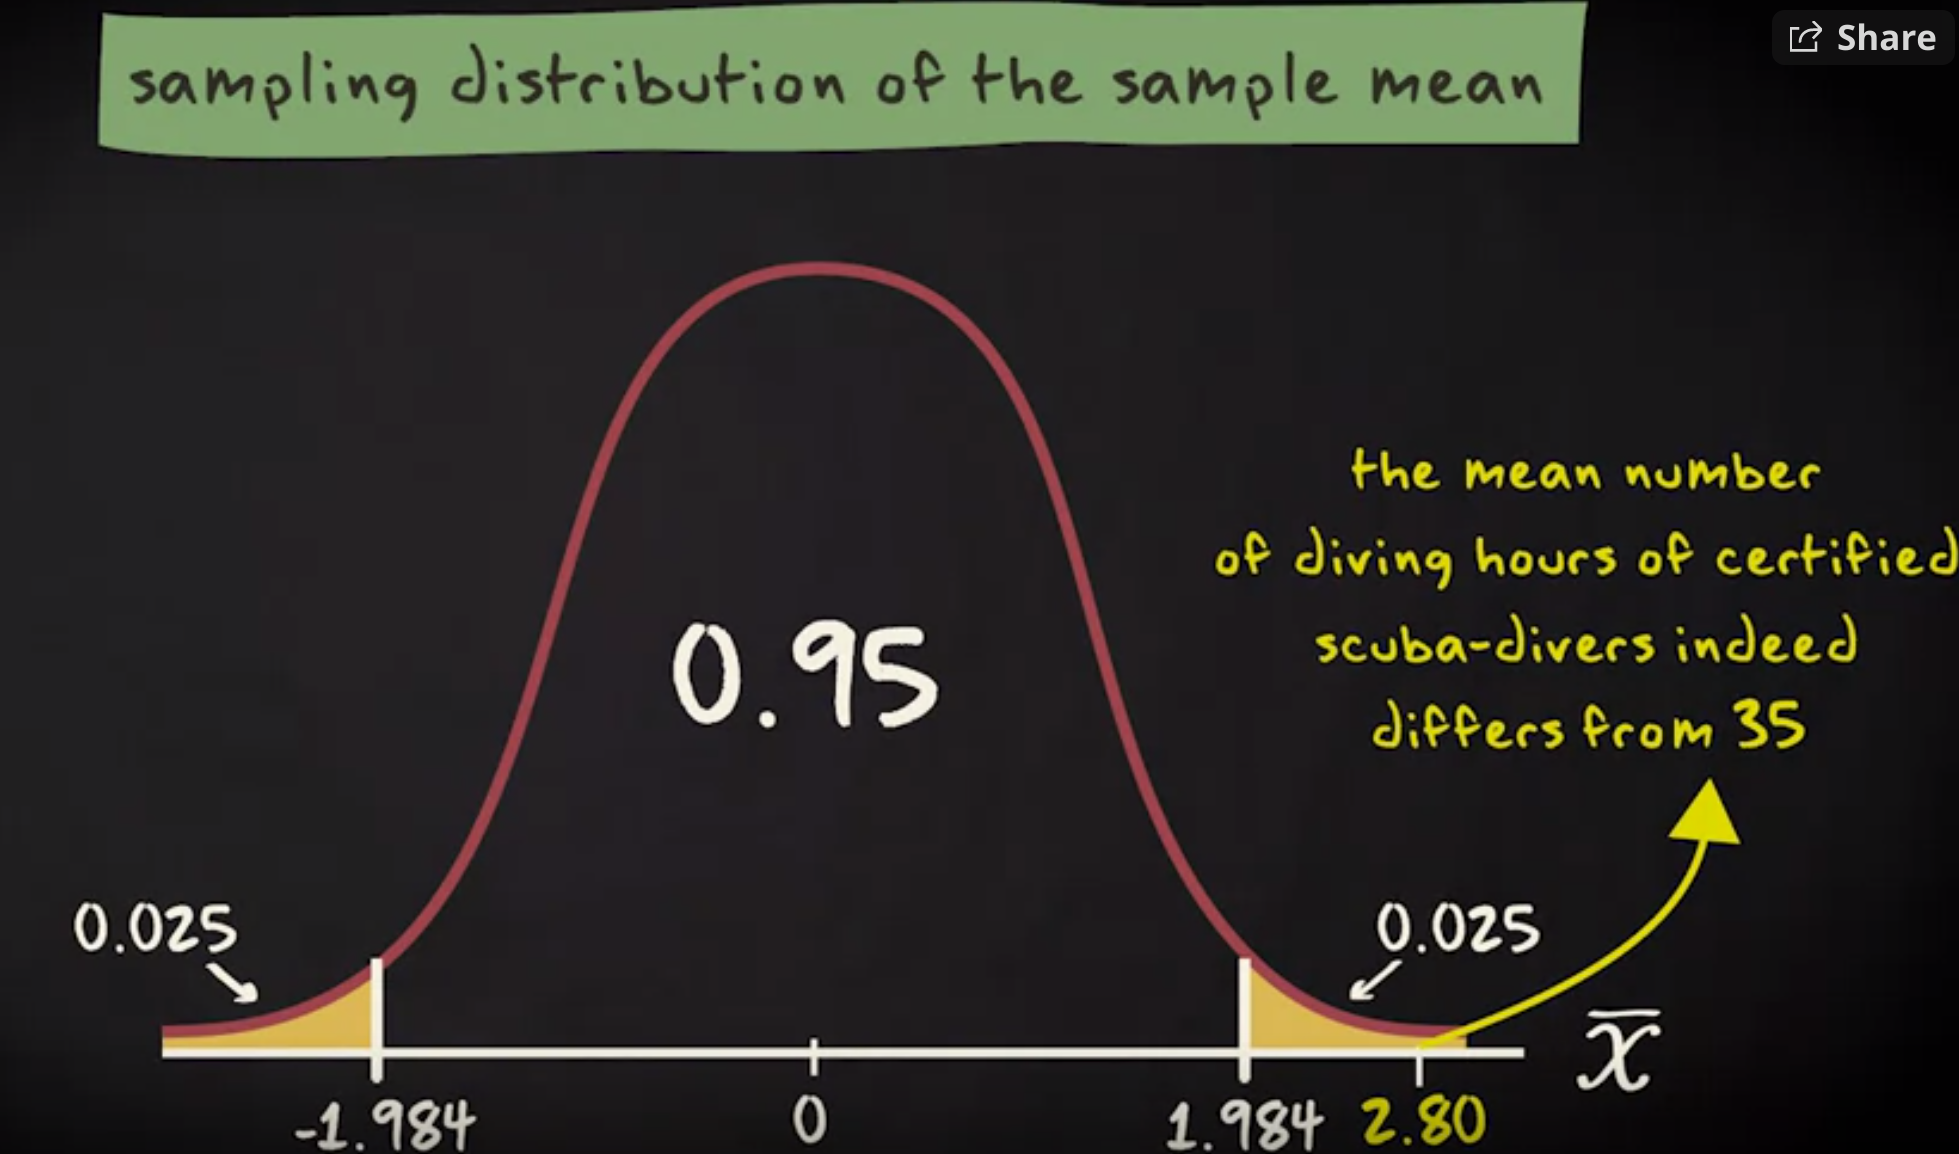 Share
sampling distribution of the sample mean
the mean number
of diving hours of certified
scuba-divers indeed
differs from 35
0.95
0.025
0.025
x̅
-1.984
0
1.984
2.80